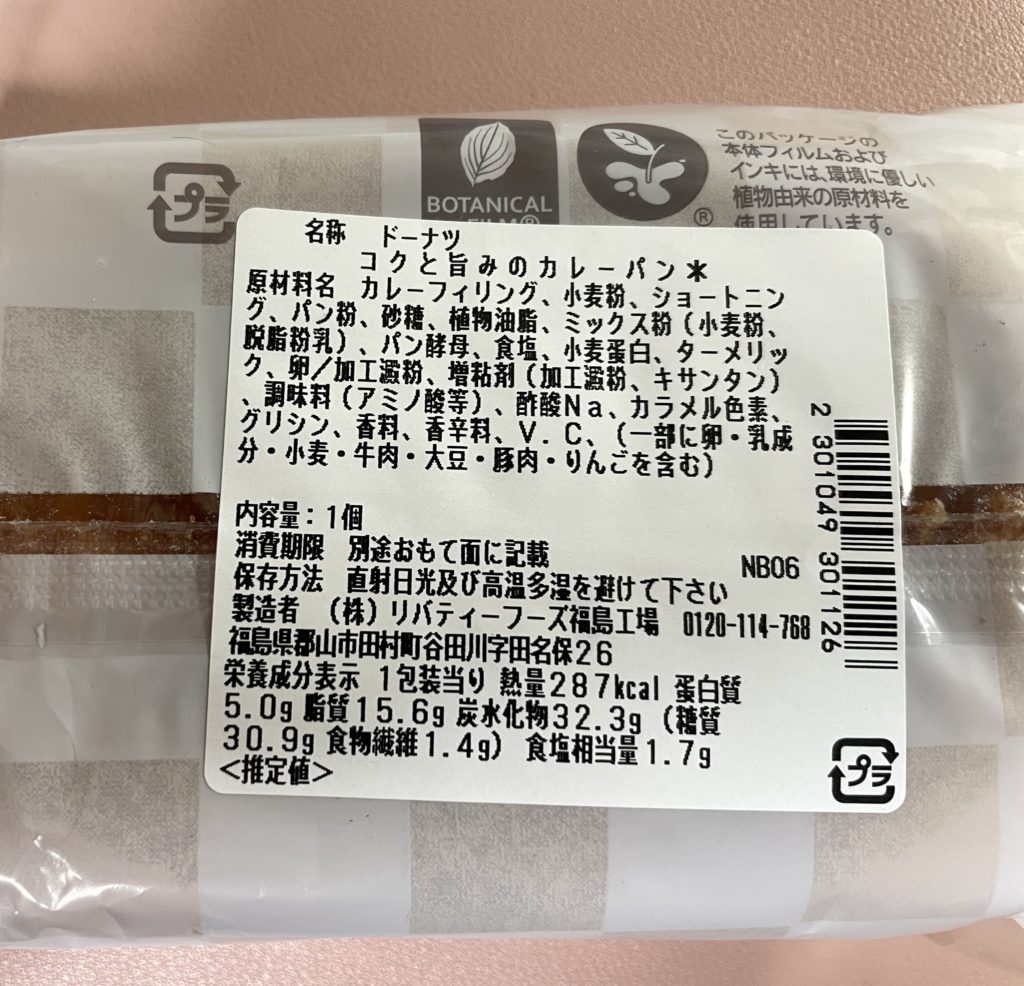 プラ
BOTANICAL
FILM®
®
このパッケージの
本体フィルムおよび
インキには、環境に優しい
植物由来の原材料を
使用しています。
名称 ドーナツ
コクと旨みのカレーパン＊
原材料名 カレーフィリング、小麦粉、ショートニン
グ、パン粉、砂糖、植物油脂、ミックス粉（小麦粉、
脱脂粉乳）、パン酵母、食塩、小麦蛋白、ターメリッ
ク、卵／加工澱粉、増粘剤（加工澱粉、キサンタン）
、調味料（アミノ酸等）、酢酸Ｎａ、カラメル色素、
グリシン、香料、香辛料、Ｖ．Ｃ、（一部に卵・乳成
分・小麦・牛肉・大豆・豚肉・りんごを含む）
内容量：１個
消費期限 別途おもて面に記載
NB06
保存方法 直射日光及び高温多湿を避けて下さい
製造者 （株）リバティーフーズ福島工場 0120-114-768
福島県郡山市田村町谷田川字田名保２６
栄養成分表示 １包装当り 熱量２８７kcal 蛋白質
５.０g 脂質１５.６g 炭水化物３２.３g （糖質
３０.９g 食物繊維１.４g） 食塩相当量１.７g
＜推定値＞
2 301049 301126
プラ